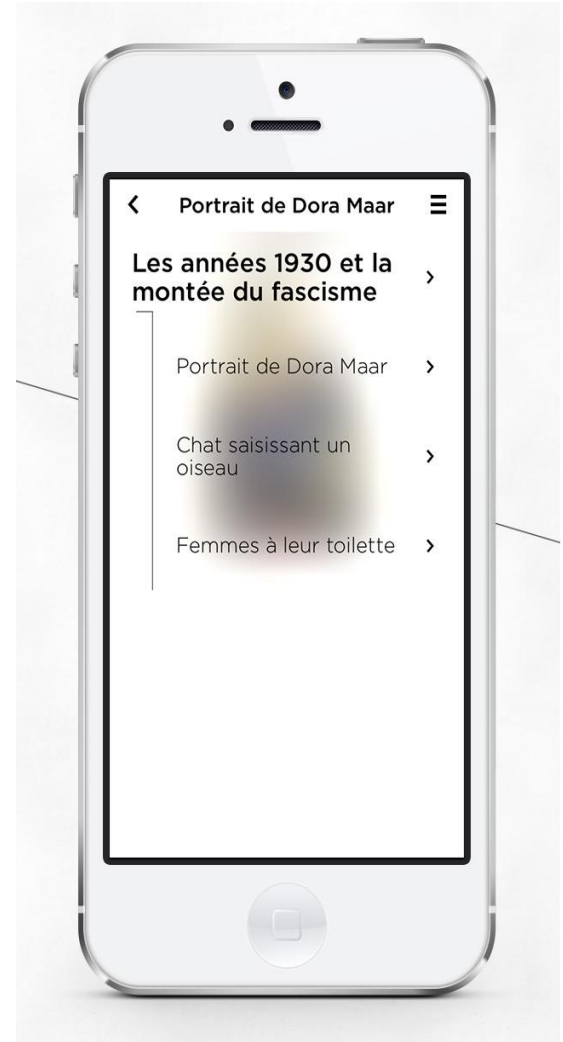 Portrait de Dora Maar
Les années 1930 et la
montée du fascisme
Portrait de Dora Maar
Chat saisissant un
oiseau
Femmes à leur toilette